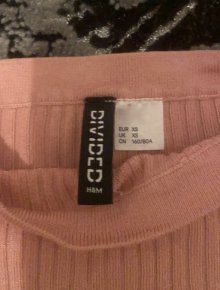 DIVIDED
H&M
EUR XS
UK XS
CN 160/80A